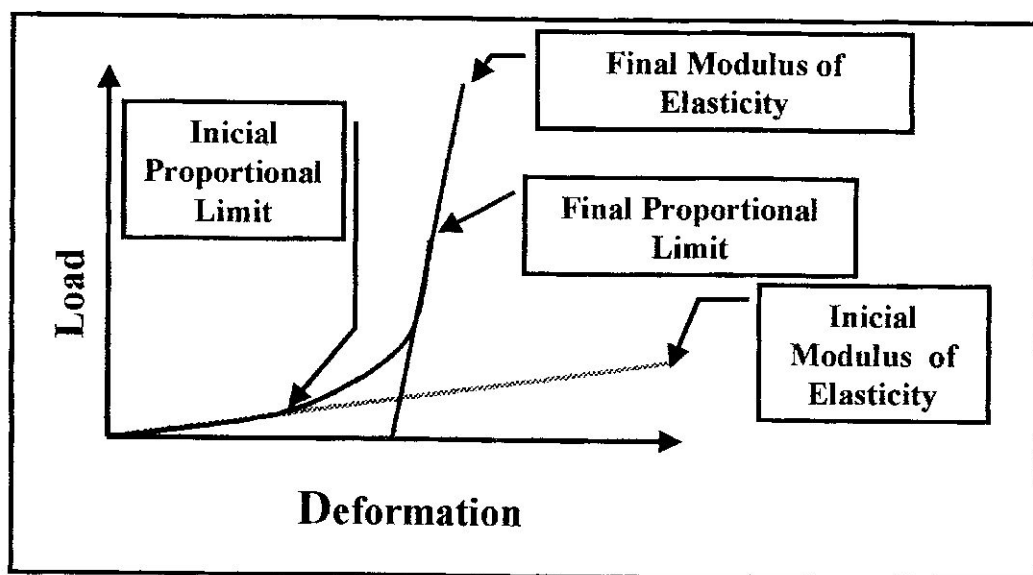 Final Modulus of
Elasticity
Inicial
Proportional
Limit
Final Proportional
Limit
Inicial
Modulus of
Elasticity
Load
Deformation